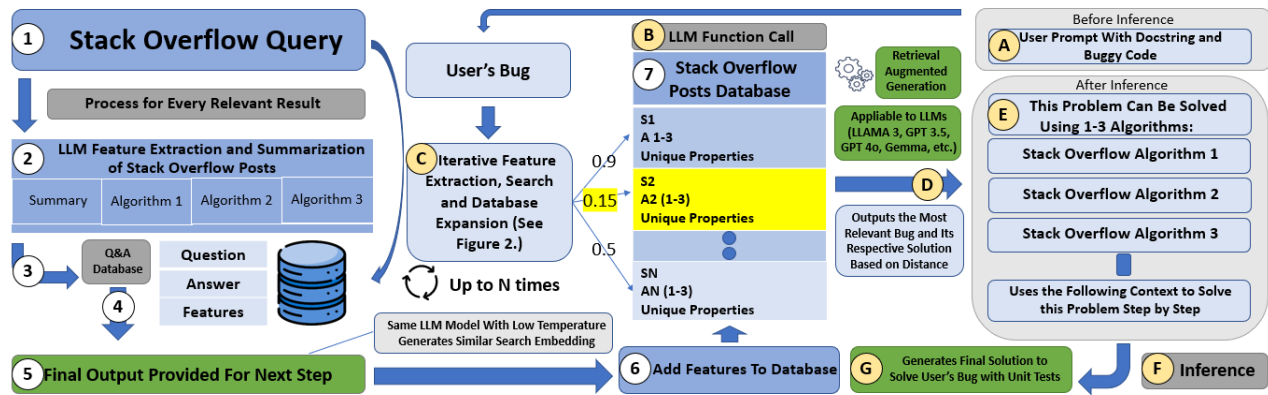 1
Stack Overflow Query
Process for Every Relevant Result
2
LLM Feature Extraction and Summarization
of Stack Overflow Posts
Summary
Algorithm 1
Algorithm 2
Algorithm 3
3
Q&A
Database
4
Question
Answer
Features
5
Final Output Provided For Next Step
User's Bug
C
Iterative Feature
Extraction, Search
and Database
Expansion (See
Figure 2.)
Up to N times
0.9
0.15
0.5
Same LLM Model With Low Temperature
Generates Similar Search Embedding
B
LLM Function Call
7
Stack Overflow
Posts Database
S1
A 1-3
Unique Properties
S2
A2 (1-3)
Unique Properties
SN
AN (1-3)
Unique Properties
6
Add Features To Database
Retrieval
Augmented
Generation
Appliable to LLMs
(LLAMA 3, GPT 3.5,
GPT 4o, Gemma, etc.)
D
Outputs the Most
Relevant Bug and Its
Respective Solution
Based on Distance
Before Inference
A
User Prompt With Docstring and
Buggy Code
After Inference
E
This Problem Can Be Solved
Using 1-3 Algorithms:
Stack Overflow Algorithm 1
Stack Overflow Algorithm 2
Stack Overflow Algorithm 3
Uses the Following Context to Solve
this Problem Step by Step
G
Generates Final Solution to
Solve User's Bug with Unit Tests
F
Inference